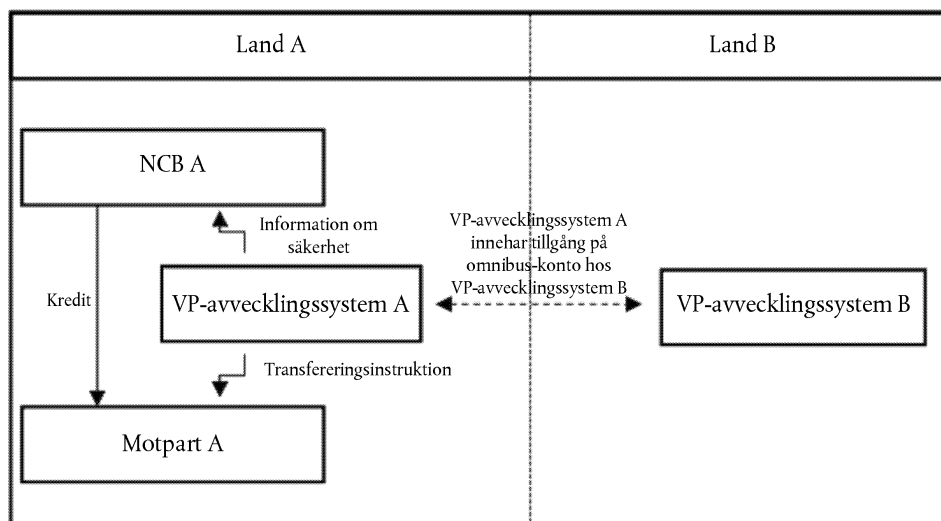 Land A
Land B
NCB A
Information om
säkerhet
VP-avvecklingssystem A
innehar tillgång på
omnibus-konto hos
VP-avvecklingssystem B
Kredit
VP-avvecklingssystem A
VP-avvecklingssystem B
Transfereringsinstruktion
Motpart A